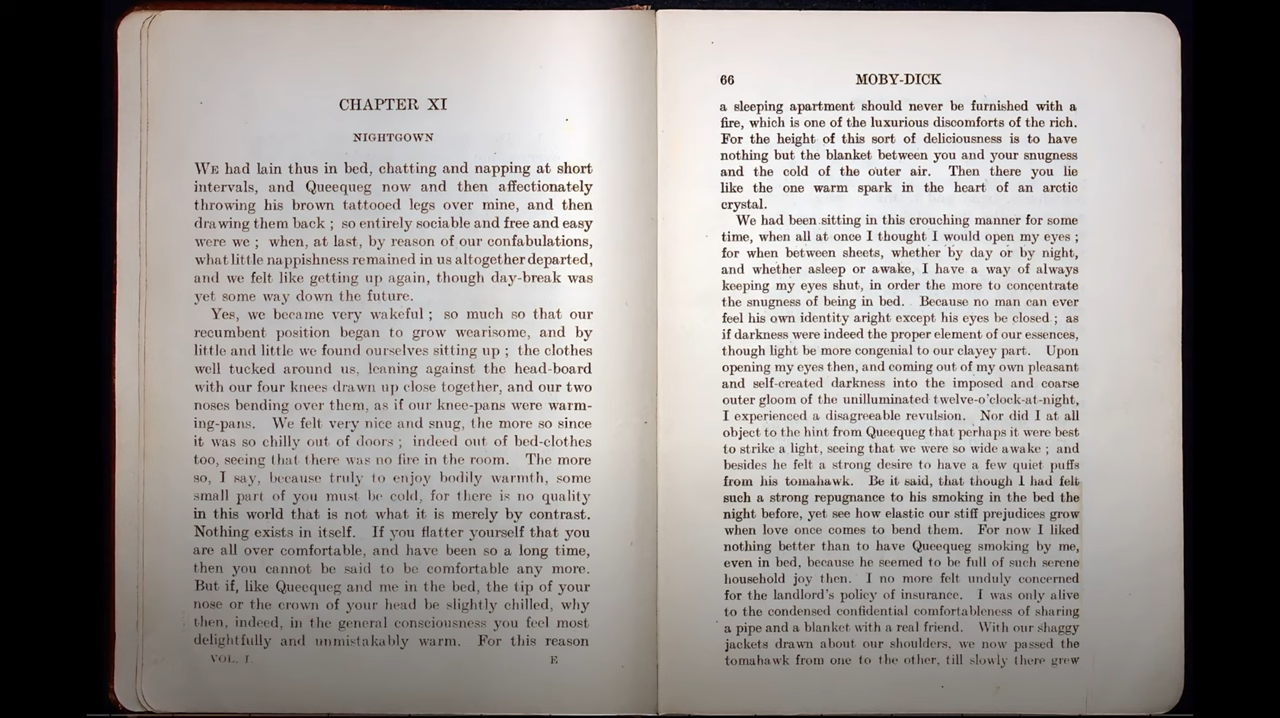 CHAPTER XI
NIGHTGOWN
WE had lain thus in bed, chatting and napping at short
intervals, and Queequeg now and then affectionately
throwing his brown tattooed legs over mine, and then
drawing them back ; so entirely sociable and free and easy
were we ; when, at last, by reason of our confabulations,
what little nappishness remained in us altogether departed,
and we felt like getting up again, though day-break was
yet some way down the future.
Yes, we became very wakeful ; so much so that our
recumbent position began to grow wearisome, and by
little and little we found ourselves sitting up ; the clothes
well tucked around us, leaning against the head-board
with our four knees drawn up close together, and our two
noses bending over them, as if our knee-pans were warm-
ing-pans. We felt very nice and snug, the more so since
it was so chilly out of doors ; indeed out of bed-clothes
too, seeing that there was no fire in the room. The more
so, I say, because truly to enjoy bodily warmth, some
small part of you must be cold, for there is no quality
in this world that is not what it is merely by contrast.
Nothing exists in itself. If you flatter yourself that you
are all over comfortable, and have been so a long time,
then you cannot be said to be comfortable any more.
But if, like Queequeg and me in the bed, the tip of your
nose or the crown of your head be slightly chilled, why
then, indeed, in the general consciousness you feel most
delightfully and unmistakably warm. For this reason
VOL. I. E
66 MOBY-DICK
a sleeping apartment should never be furnished with a
fire, which is one of the luxurious discomforts of the rich.
For the height of this sort of deliciousness is to have
nothing but the blanket between you and your snugness
and the cold of the outer air. Then there you lie
like the one warm spark in the heart of an arctic
crystal.
We had been sitting in this crouching manner for some
time, when all at once I thought I would open my eyes ;
for when between sheets, whether by day or by night,
and whether asleep or awake, I have a way of always
keeping my eyes shut, in order the more to concentrate
the snugness of being in bed. Because no man can ever
feel his own identity aright except his eyes be closed ; as
if darkness were indeed the proper element of our essences,
though light be more congenial to our clayey part. Upon
opening my eyes then, and coming out of my own pleasant
and self-created darkness into the imposed and coarse
outer gloom of the unilluminated twelve-o'clock-at-night,
I experienced a disagreeable revulsion. Nor did I at all
object to the hint from Queequeg that perhaps it were best
to strike a light, seeing that we were so wide awake ; and
besides he felt a strong desire to have a few quiet puffs
from his tomahawk. Be it said, that though I had felt
such a strong repugnance to his smoking in the bed the
night before, yet see how elastic our stiff prejudices grow
when love once comes to bend them. For now I liked
nothing better than to have Queequeg smoking by me,
even in bed, because he seemed to be full of such serene
household joy then. I no more felt unduly concerned
for the landlord's policy of insurance. I was only alive
to the condensed confidential comfortableness of sharing
a pipe and a blanket with a real friend. With our shaggy
jackets drawn about our shoulders, we now passed the
tomahawk from one to the other, till slowly there grew